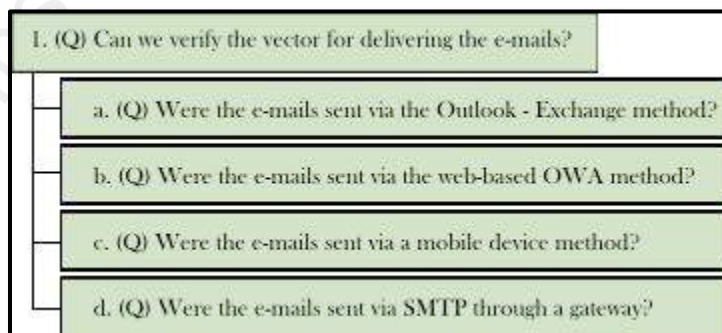 1. (Q) Can we verify the vector for delivering the e-mails?
a. (Q) Were the e-mails sent via the Outlook - Exchange method?
b. (Q) Were the e-mails sent via the web-based OWA method?
c. (Q) Were the e-mails sent via a mobile device method?
d. (Q) Were the e-mails sent via SMTP through a gateway?